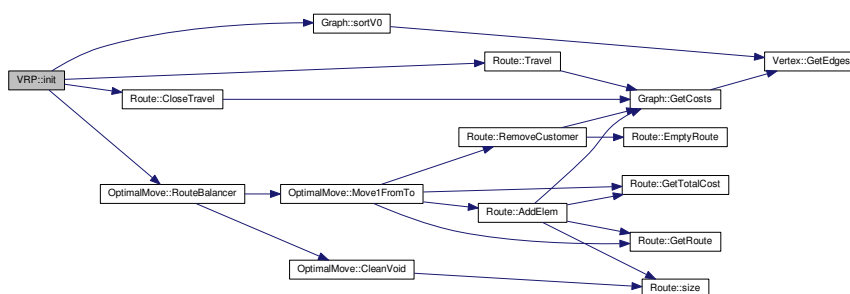 Graph::sortV0
Vertex::GetEdges
Route::Travel
VRP::init
Route::CloseTravel
Graph::GetCosts
Route::RemoveCustomer
Route::EmptyRoute
OptimalMove::RouteBalancer
OptimalMove::Move1FromTo
Route::GetTotalCost
Route::AddElem
Route::GetRoute
OptimalMove::CleanVoid
Route::size